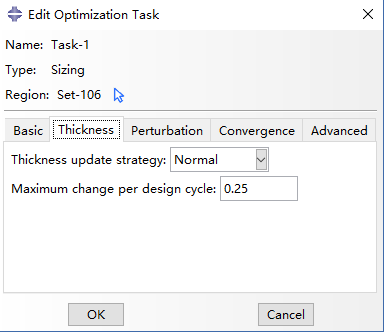 Edit Optimization Task
Name: Task-1
Type: Sizing
Region: Set-106
Basic Thickness Perturbation Convergence Advanced
Thickness update strategy: Normal
Maximum change per design cycle: 0.25
OK Cancel